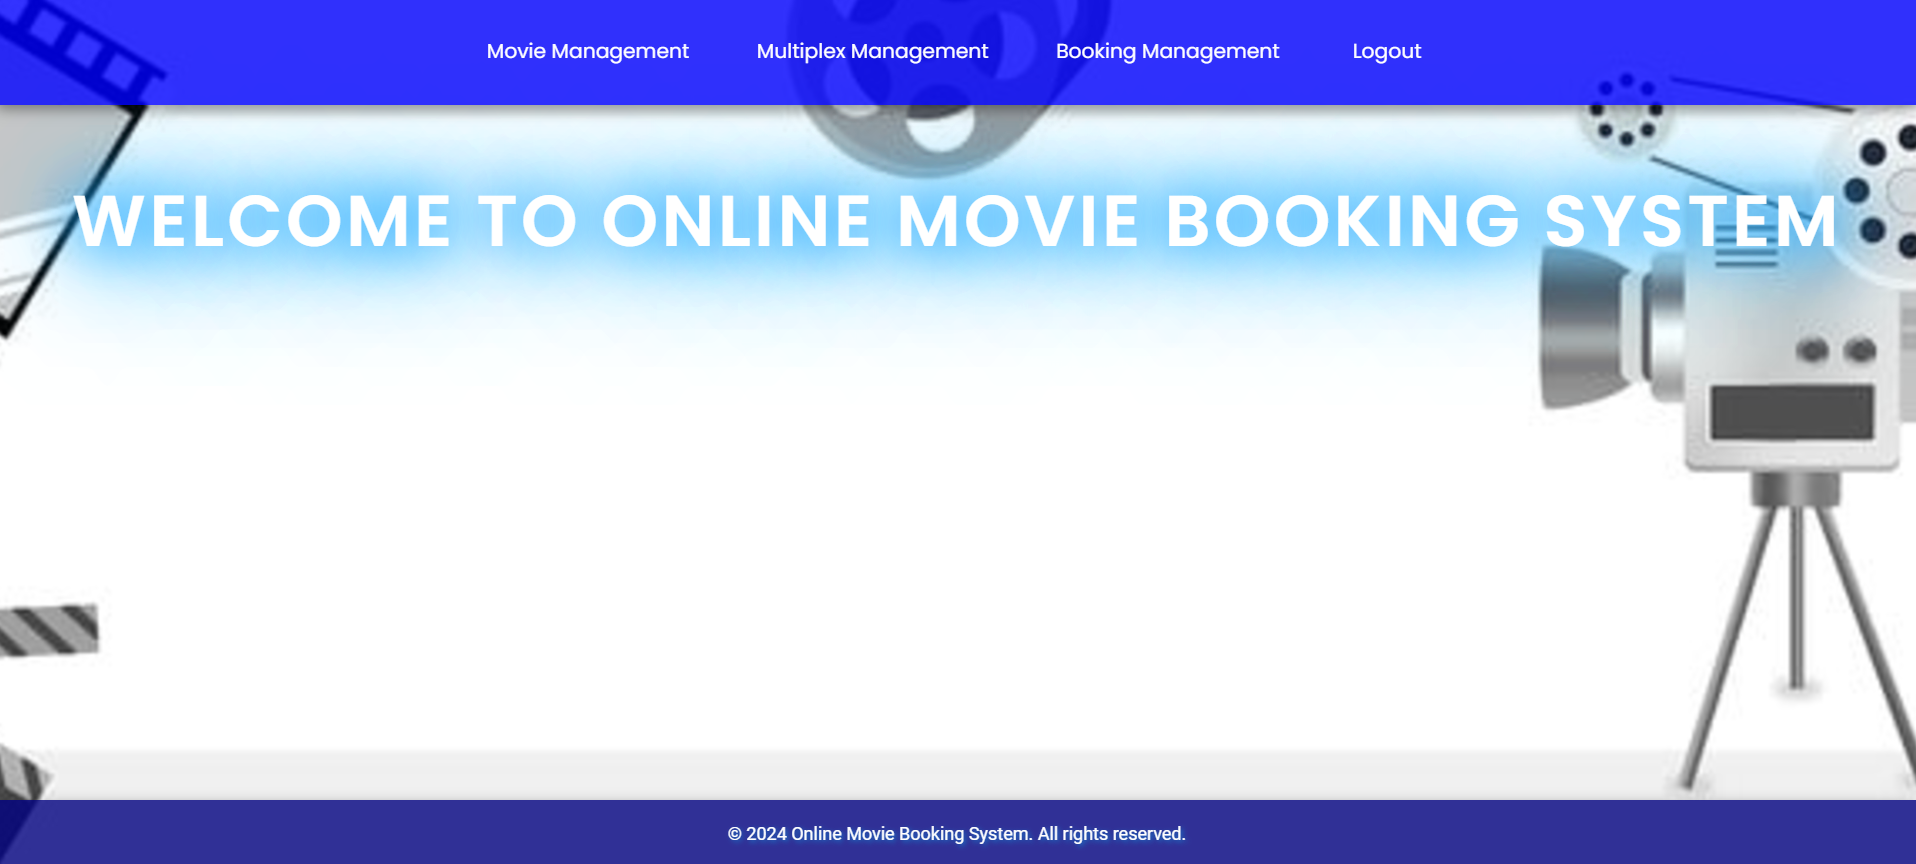 Movie Management Multiplex Management Booking Management Logout
WELCOME TO ONLINE MOVIE BOOKING SYSTEM
© 2024 Online Movie Booking System. All rights reserved.